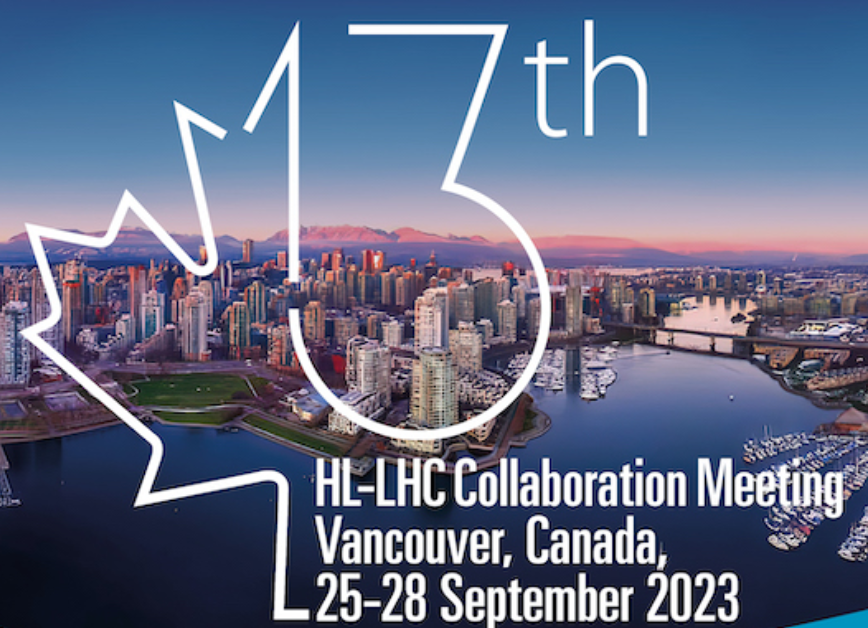 13th
HL-LHC Collaboration Meeting
Vancouver, Canada,
25-28 September 2023